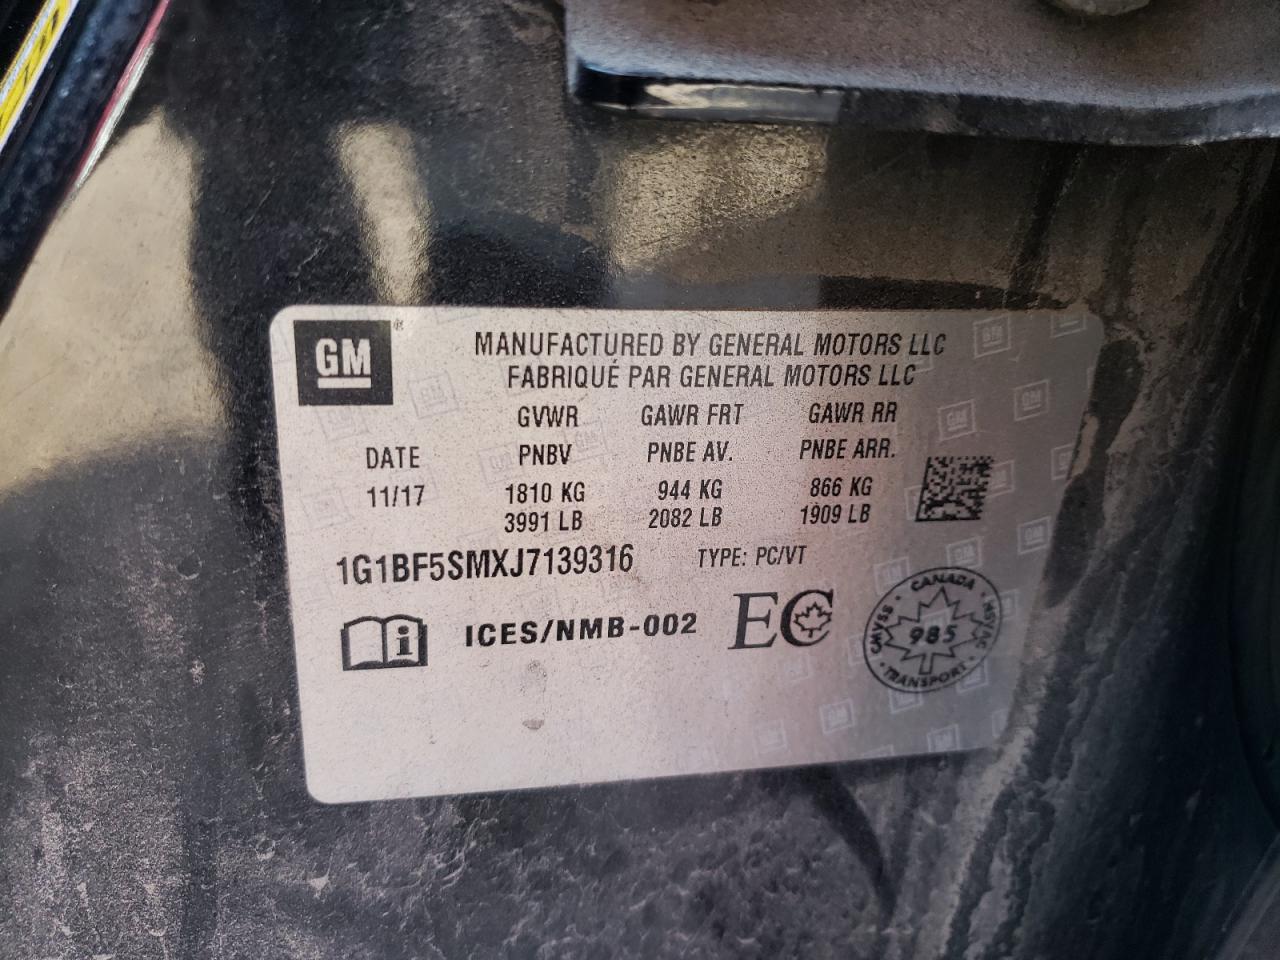 GM ®
MANUFACTURED BY GENERAL MOTORS LLC
FABRIQUÉ PAR GENERAL MOTORS LLC
GVWR GAWR FRT GAWR RR
DATE PNBV PNBE AV. PNBE ARR.
11/17 1810 KG 944 KG 866 KG
3991 LB 2082 LB 1909 LB
1G1BF5SMXJ7139316 TYPE: PC/VT
i ICES/NMB-002 EC
CANADA
CMVSS 985 NSVAC
TRANSPORT